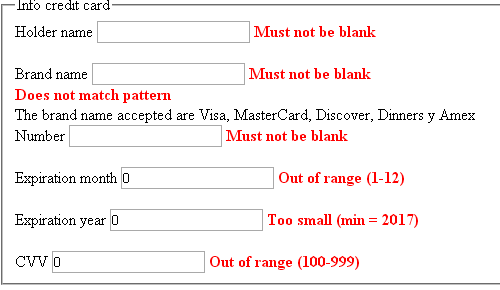 Info credit card
Holder name Must not be blank
Brand name Must not be blank
Does not match pattern
The brand name accepted are Visa, MasterCard, Discover, Dinners y Amex
Number Must not be blank
Expiration month 0 Out of range (1-12)
Expiration year 0 Too small (min = 2017)
CVV 0 Out of range (100-999)